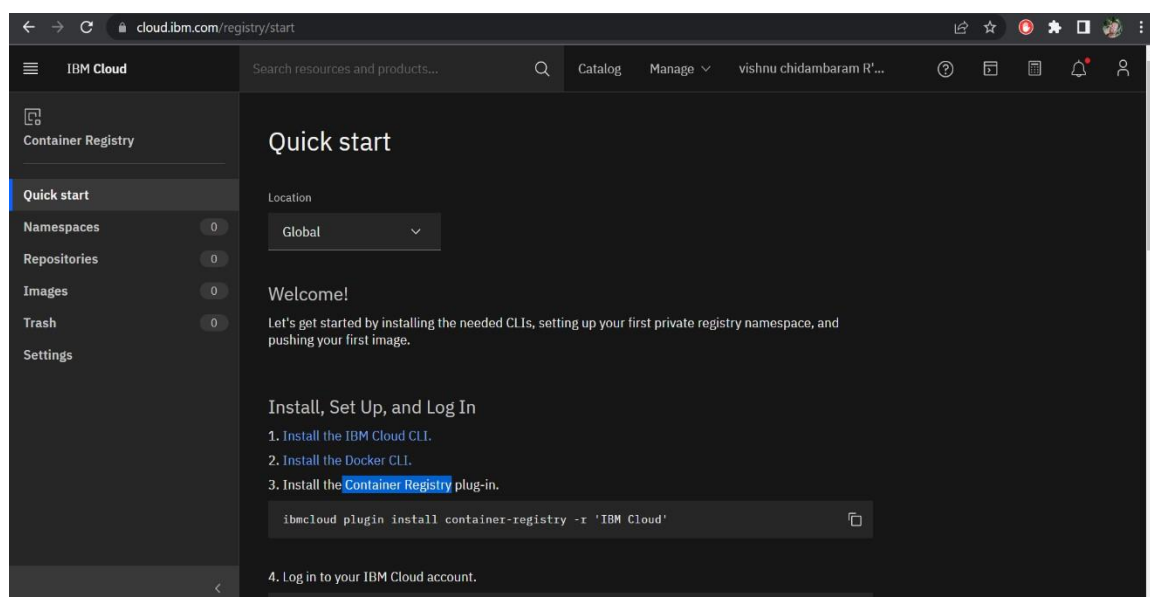 cloud.ibm.com/registry/start
IBM Cloud
Search resources and products...
Catalog
Manage
vishnu chidambaram R'...
Container Registry
Quick start
Namespaces 0
Repositories 0
Images 0
Trash 0
Settings
Quick start
Location
Global
Welcome!
Let's get started by installing the needed CLIs, setting up your first private registry namespace, and
pushing your first image.
Install, Set Up, and Log In
1. Install the IBM Cloud CLI.
2. Install the Docker CLI.
3. Install the Container Registry plug-in.
ibmcloud plugin install container-registry -r 'IBM Cloud'
4. Log in to your IBM Cloud account.